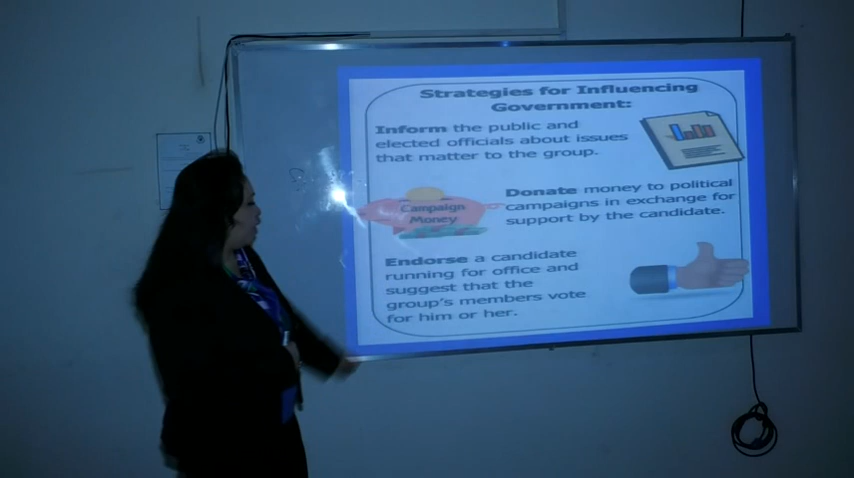 Strategies for Influencing
Government:
Inform the public and
elected officials about issues
that matter to the group.
Campaign
Money
Donate money to political
campaigns in exchange for
support by the candidate.
Endorse a candidate
running for office and
suggest that the
group's members vote
for him or her.